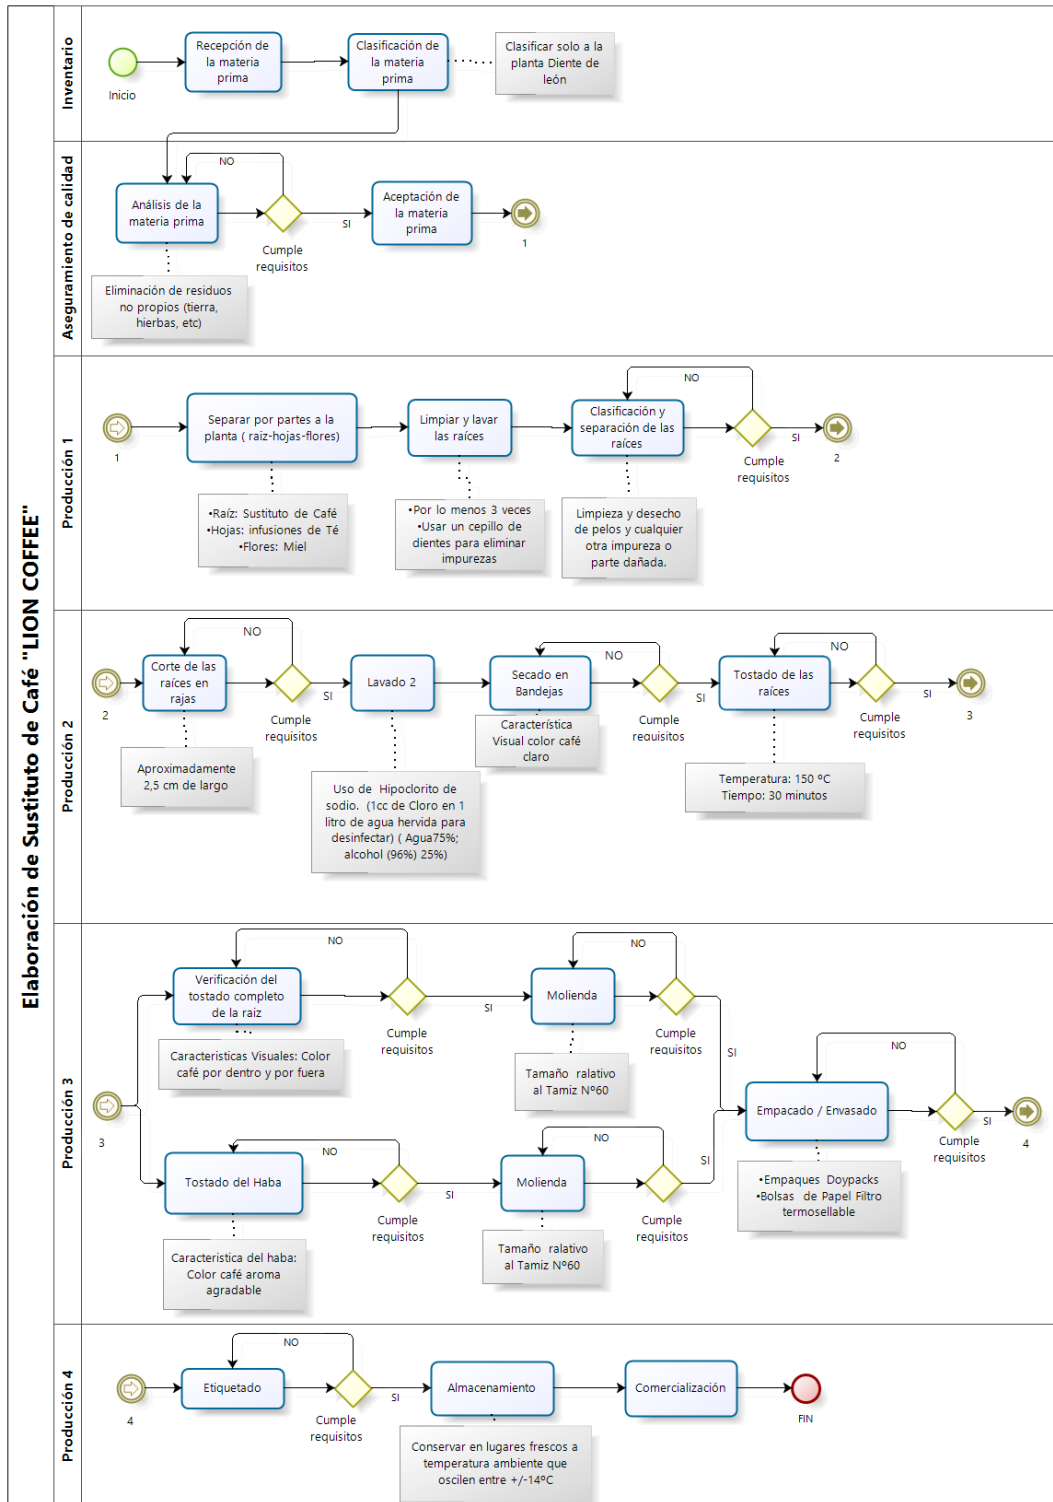 Elaboración de Sustituto de Café "LION COFFEE"
Inventario
Inicio
Recepción de
la materia
prima
Clasificación de
la materia
prima
Clasificar solo a la
planta Diente de
león
Aseguramiento de calidad
Análisis de la
materia prima
NO
Cumple
requisitos
SI
Aceptación de
la materia
prima
1
Eliminación de residuos
no propios (tierra,
hierbas, etc)
Producción 1
1
Separar por partes a la
planta ( raiz-hojas-flores)
Limpiar y lavar
las raíces
Clasificación y
separación de las
raíces
NO
Cumple
requisitos
SI
2
•Raíz: Sustituto de Café
•Hojas: infusiones de Té
•Flores: Miel
•Por lo menos 3 veces
•Usar un cepillo de
dientes para eliminar
impurezas
Limpieza y desecho
de pelos y cualquier
otra impureza o
parte dañada.
Producción 2
2
Corte de las
raíces en
rajas
NO
Cumple
requisitos
SI
Lavado 2
Secado en
Bandejas
NO
Cumple
requisitos
SI
Tostado de las
raíces
NO
Cumple
requisitos
SI
3
Aproximadamente
2,5 cm de largo
Uso de Hipoclorito de
sodio. (1cc de Cloro en 1
litro de agua hervida para
desinfectar) ( Agua75%;
alcohol (96%) 25%)
Característica
Visual color café
claro
Temperatura: 150 ºC
Tiempo: 30 minutos
Producción 3
3
Verificación del
tostado completo
de la raiz
NO
Cumple
requisitos
SI
Molienda
NO
Cumple
requisitos
SI
Caracteristicas Visuales: Color
café por dentro y por fuera
Tamaño ralativo
al Tamiz Nº60
Tostado del Haba
NO
Cumple
requisitos
SI
Molienda
NO
Cumple
requisitos
SI
Caracteristica del haba:
Color café aroma
agradable
Tamaño ralativo
al Tamiz Nº60
Empacado / Envasado
NO
Cumple
requisitos
SI
4
•Empaques Doypacks
•Bolsas de Papel Filtro
termosellable
Producción 4
4
Etiquetado
NO
Cumple
requisitos
SI
Almacenamiento
Comercialización
FIN
Conservar en lugares frescos a
temperatura ambiente que
oscilen entre +/-14ºC